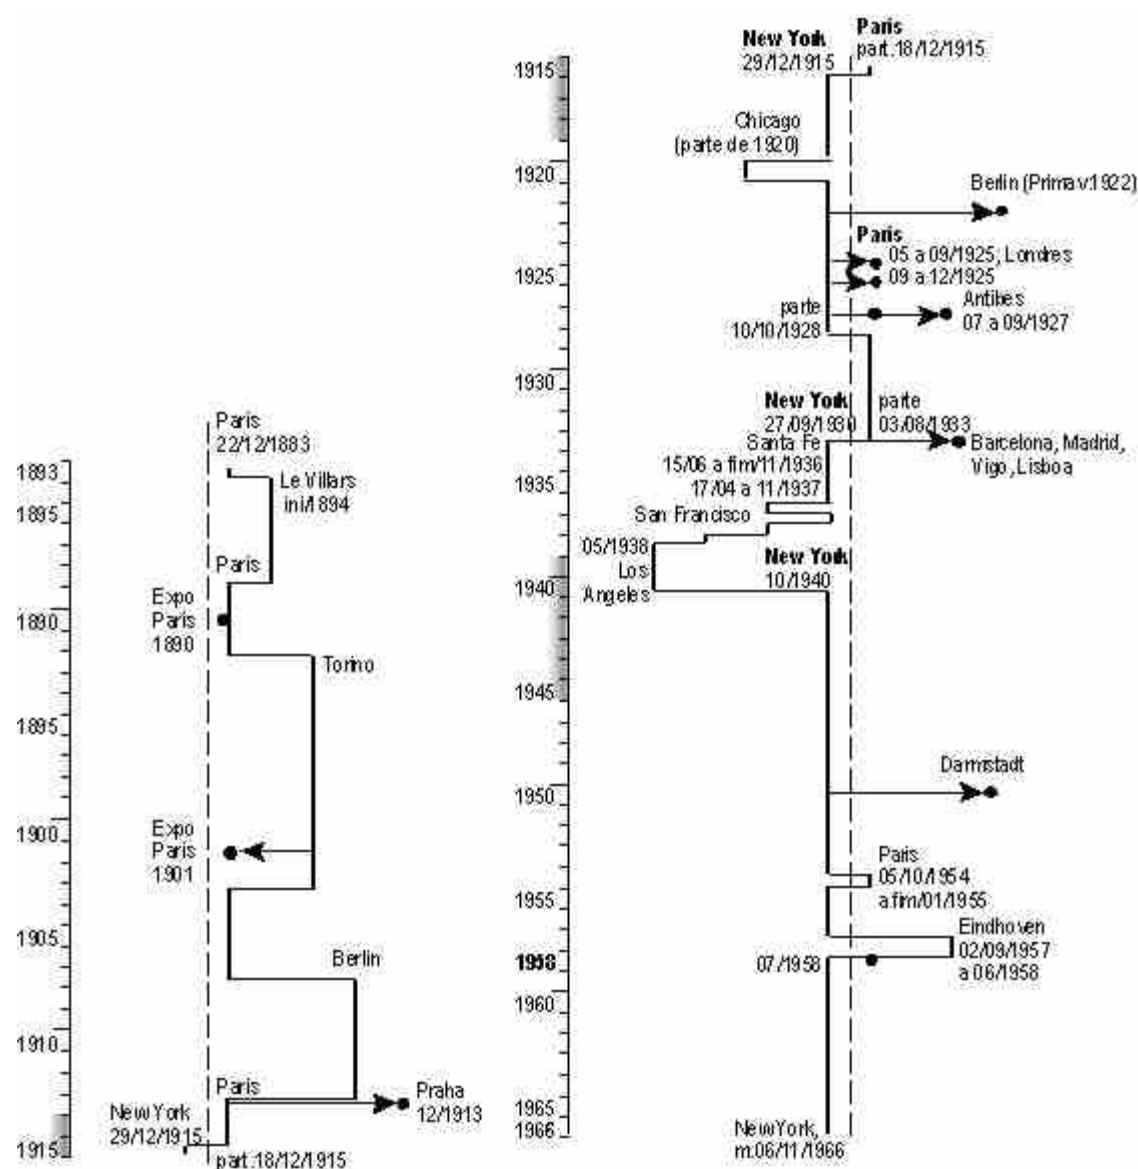 Paris
22/12/1883
1893
Le Villars
ini/1894
1895
Paris
Expo
Paris
1890
1890
Torino
1895
Expo
Paris
1901
1900
1905
Berlin
1910
Paris
Praha
12/1913
New York
29/12/1915
1915
part.18/12/1915
New York
29/12/1915
Paris
part.18/12/1915
1915
Chicago
(parte de 1920)
1920
Berlin (Primav.1922)
Paris
05 a 09/1925; Londres
09 a 12/1925
1925
Antibes
07 a 09/1927
parte
10/10/1928
1930
New York
27/09/1930
parte
03/08/1933
Santa Fe
15/06 a fim/11/1936
17/04 a 11/1937
Barcelona, Madrid,
Vigo, Lisboa
1935
San Francisco
05/1938
Los
Angeles
New York
10/1940
1940
1945
Darmstadt
1950
Paris
05/10/1954
a fim/01/1955
1955
Eindhoven
02/09/1957
a 06/1958
1958
07/1958
1960
1965
1966
New York,
m.06/11/1966